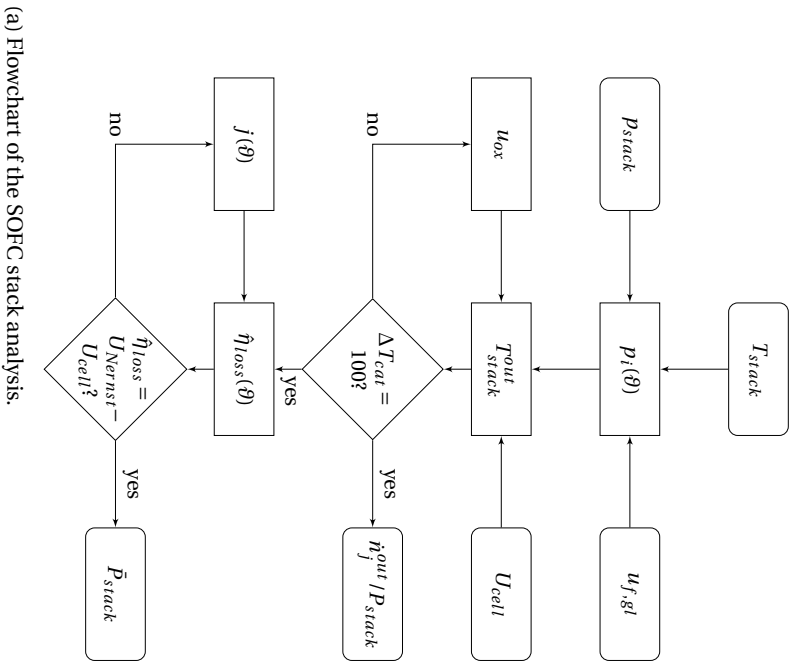 T_stack
p_stack
p_i(ϑ)
u_f,gl
u_ox
T_stack^out
U_cell
no
ΔT_cat =
100?
yes
ṅ_j^out/P_stack
yes
j(ϑ)
η̂_loss(ϑ)
no
η̂_loss =
U_Nernst−
U_cell?
yes
P̄_stack
(a) Flowchart of the SOFC stack analysis.